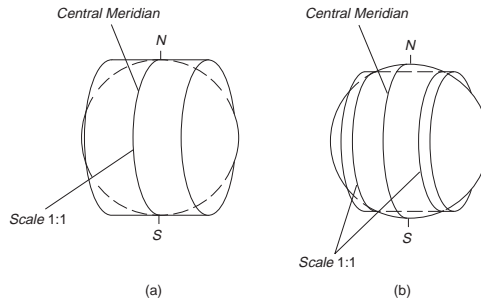 Central Meridian
N
Scale 1:1
S
(a)
Central Meridian
N
S
Scale 1:1
(b)